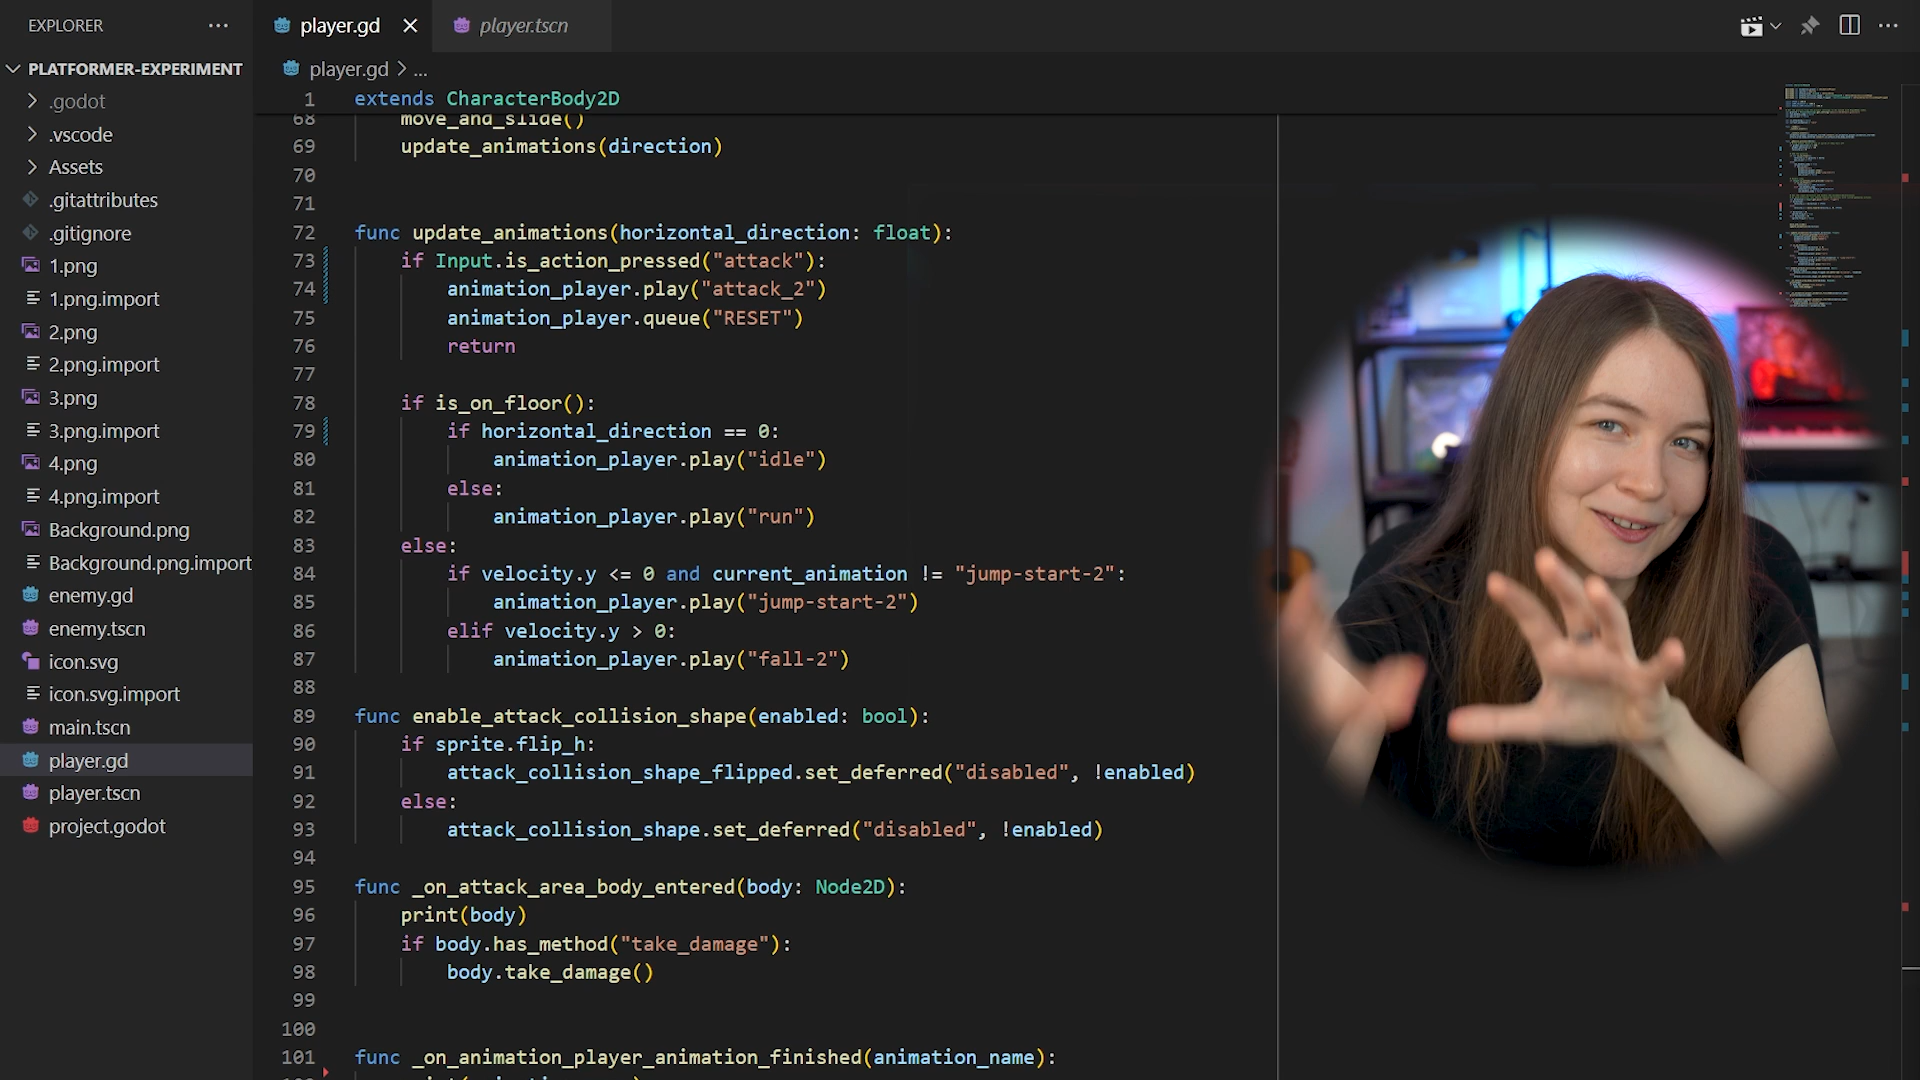 EXPLORER
PLATFORMER-EXPERIMENT
.godot
.vscode
Assets
.gitattributes
.gitignore
1.png
1.png.import
2.png
2.png.import
3.png
3.png.import
4.png
4.png.import
Background.png
Background.png.import
enemy.gd
enemy.tscn
icon.svg
icon.svg.import
main.tscn
player.gd
player.tscn
project.godot
player.gd
player.tscn
player.gd > ...
1 extends CharacterBody2D
68 move_and_slide()
69 update_animations(direction)
70
71
72 func update_animations(horizontal_direction: float):
73 if Input.is_action_pressed("attack"):
74 animation_player.play("attack_2")
75 animation_player.queue("RESET")
76 return
77
78 if is_on_floor():
79 if horizontal_direction == 0:
80 animation_player.play("idle")
81 else:
82 animation_player.play("run")
83 else:
84 if velocity.y <= 0 and current_animation != "jump-start-2":
85 animation_player.play("jump-start-2")
86 elif velocity.y > 0:
87 animation_player.play("fall-2")
88
89 func enable_attack_collision_shape(enabled: bool):
90 if sprite.flip_h:
91 attack_collision_shape_flipped.set_deferred("disabled", !enabled)
92 else:
93 attack_collision_shape.set_deferred("disabled", !enabled)
94
95 func _on_attack_area_body_entered(body: Node2D):
96 print(body)
97 if body.has_method("take_damage"):
98 body.take_damage()
99
100
101 func _on_animation_player_animation_finished(animation_name):